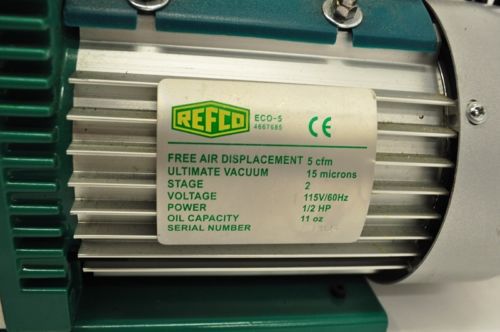 REFCO
ECO-5
4667685
CE
FREE AIR DISPLACEMENT 5 cfm
ULTIMATE VACUUM 15 microns
STAGE 2
VOLTAGE 115V/60Hz
POWER 1/2 HP
OIL CAPACITY 11 oz
SERIAL NUMBER